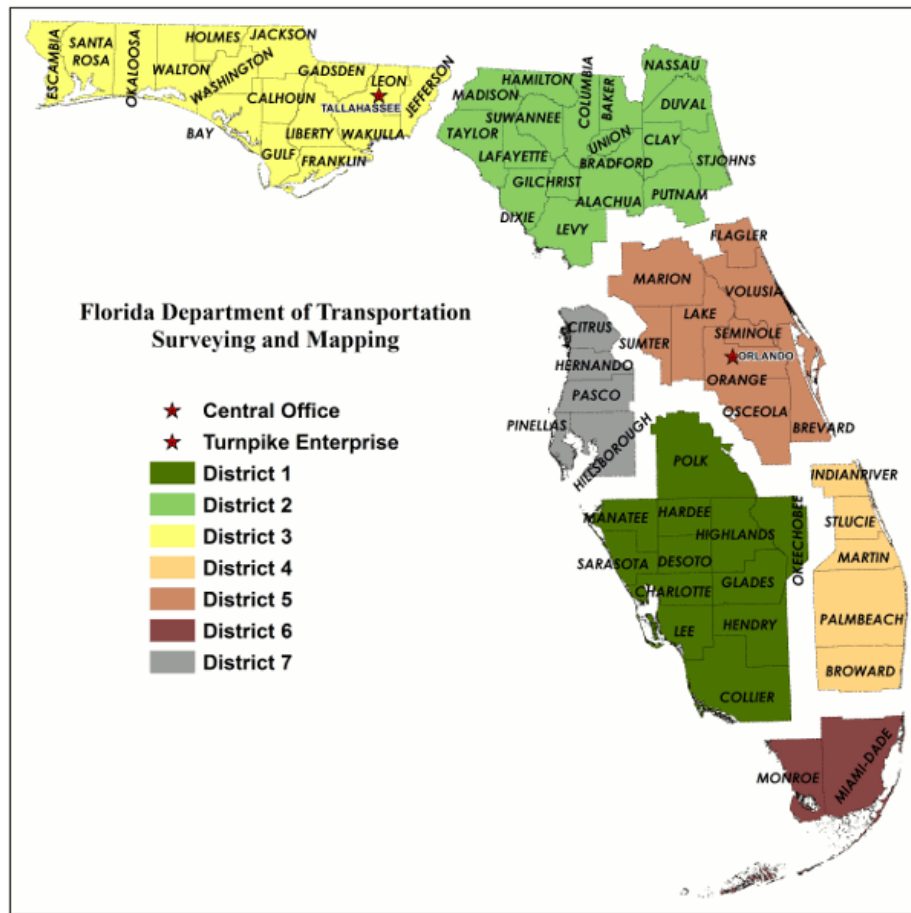 ESCAMBIA
SANTA
ROSA
OKALOOSA
WALTON
HOLMES
WASHINGTON
JACKSON
BAY
CALHOUN
GULF
GADSDEN
LIBERTY
FRANKLIN
LEON
TALLAHASSEE
WAKULLA
JEFFERSON
MADISON
TAYLOR
HAMILTON
SUWANNEE
LAFAYETTE
DIXIE
GILCHRIST
LEVY
COLUMBIA
BAKER
UNION
BRADFORD
ALACHUA
NASSAU
DUVAL
CLAY
STJOHNS
PUTNAM
FLAGLER
MARION
VOLUSIA
LAKE
SUMTER
SEMINOLE
ORLANDO
ORANGE
OSCEOLA
BREVARD
CITRUS
HERNANDO
PASCO
PINELLAS
HILLSBOROUGH
POLK
MANATEE
HARDEE
HIGHLANDS
OKEECHOBEE
SARASOTA
DESOTO
CHARLOTTE
GLADES
LEE
HENDRY
COLLIER
INDIANRIVER
STLUCIE
MARTIN
PALMBEACH
BROWARD
MONROE
MIAMI-DADE
Florida Department of Transportation
Surveying and Mapping
Central Office
Turnpike Enterprise
District 1
District 2
District 3
District 4
District 5
District 6
District 7